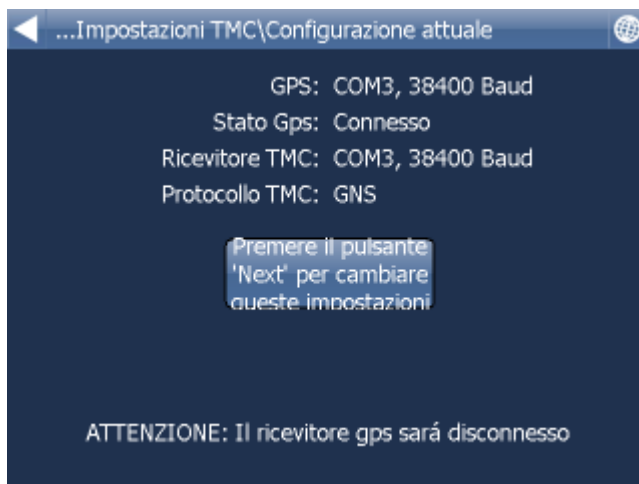 ...Impostazioni TMC\Configurazione attuale
GPS: COM3, 38400 Baud
Stato Gps: Connesso
Ricevitore TMC: COM3, 38400 Baud
Protocollo TMC: GNS
Premere il pulsante
'Next' per cambiare
queste impostazioni
ATTENZIONE: Il ricevitore gps sará disconnesso